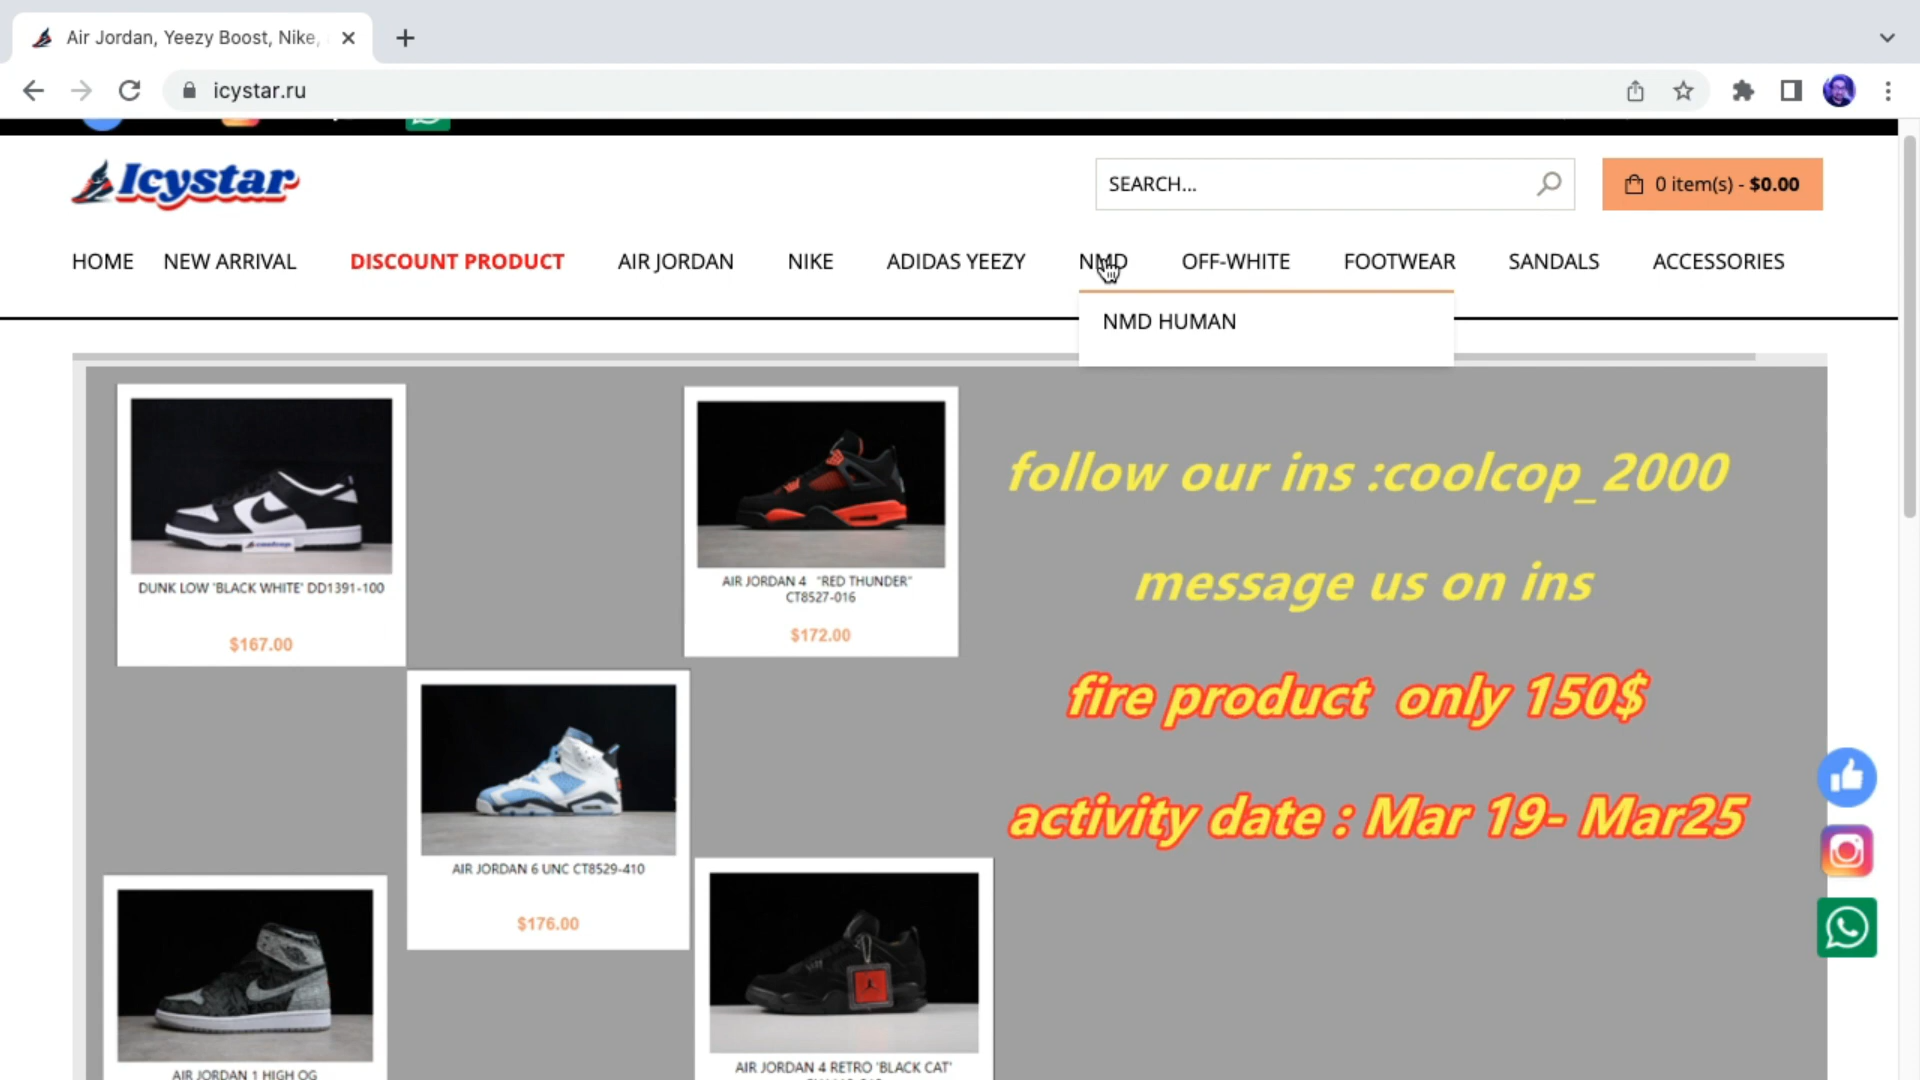 Air Jordan, Yeezy Boost, Nike,
icystar.ru
Icystar
SEARCH...
0 item(s) - $0.00
HOME NEW ARRIVAL DISCOUNT PRODUCT AIR JORDAN NIKE ADIDAS YEEZY NMD OFF-WHITE FOOTWEAR SANDALS ACCESSORIES
NMD HUMAN
DUNK LOW 'BLACK WHITE' DD1391-100
$167.00
AIR JORDAN 4 "RED THUNDER"
CT8527-016
$172.00
follow our ins :coolcop_2000
message us on ins
fire product only 150$
activity date : Mar 19- Mar25
AIR JORDAN 6 UNC CT8529-410
$176.00
AIR JORDAN 1 HIGH OG
AIR JORDAN 4 RETRO 'BLACK CAT'